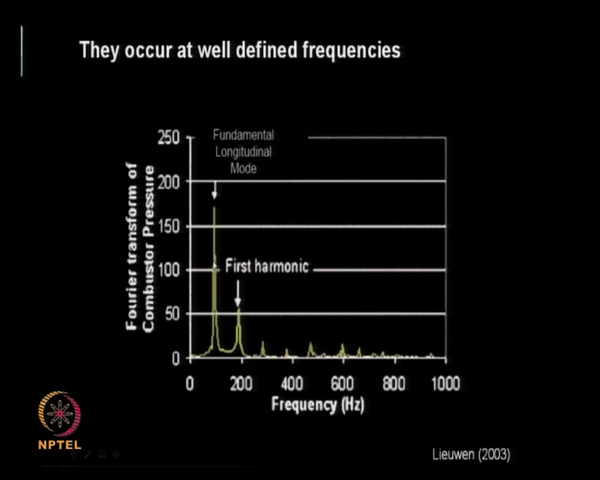 They occur at well defined frequencies
250
200
150
100
50
0
Fourier transform of
Combustor Pressure
Fundamental
Longitudinal
Mode
First harmonic
0 200 400 600 800 1000
Frequency (Hz)
NPTEL
Lieuwen (2003)